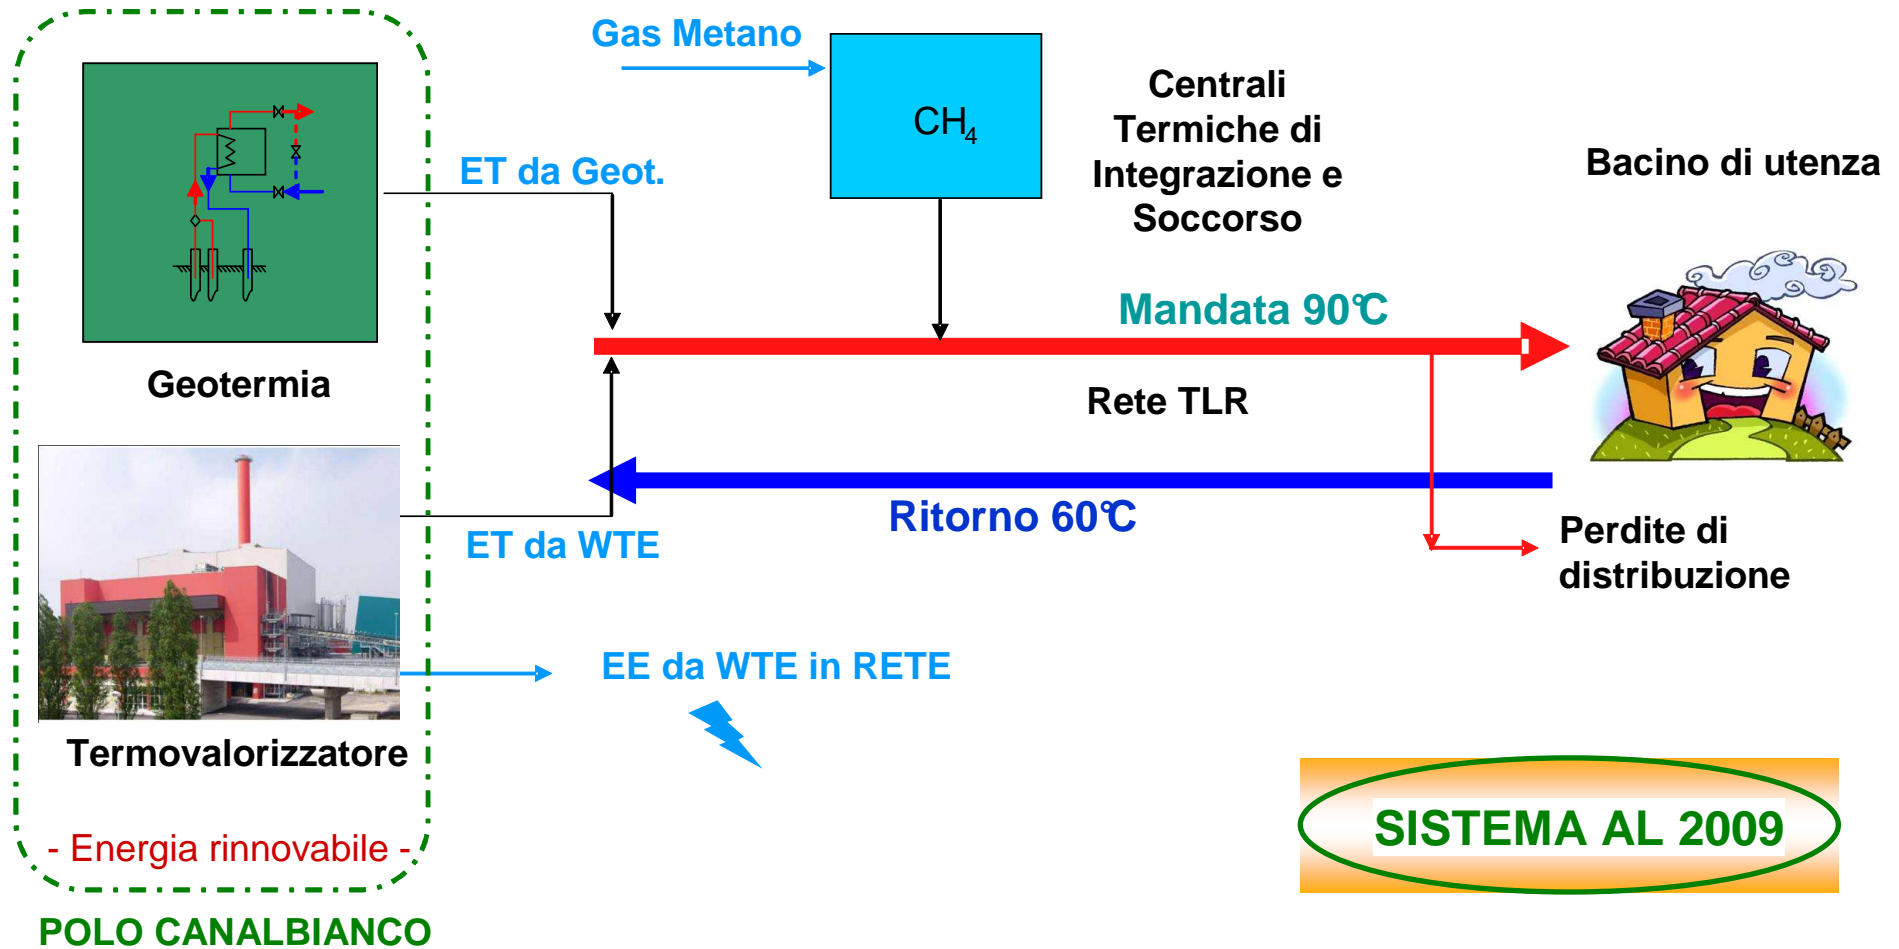 Gas Metano
CH4
Centrali
Termiche di
Integrazione e
Soccorso
Bacino di utenza
ET da Geot.
Mandata 90°C
Geotermia
Rete TLR
Ritorno 60°C
ET da WTE
Perdite di
distribuzione
EE da WTE in RETE
Termovalorizzatore
- Energia rinnovabile -
SISTEMA AL 2009
POLO CANALBIANCO